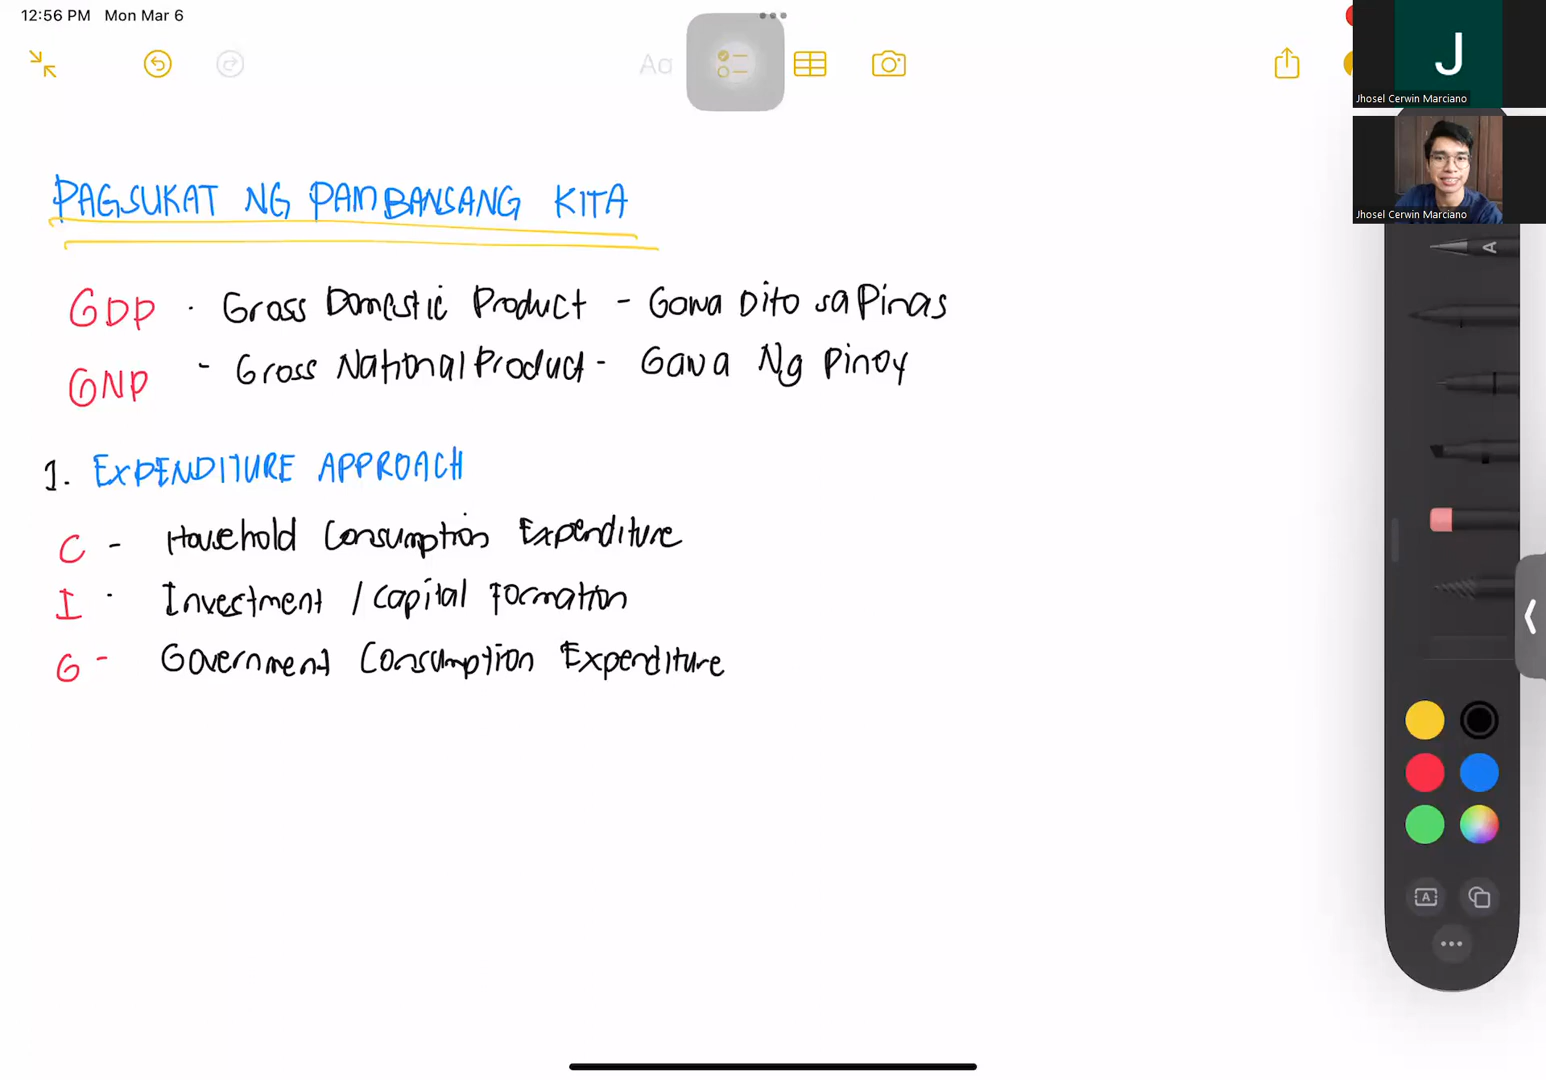 12:56 PM Mon Mar 6
Aa
J
Jhosel Cerwin Marciano
Jhosel Cerwin Marciano
PAGSUKAT NG PAMBANSANG KITA
GDP - Gross Domestic Product - Gawa Dito sa Pinas
GNP - Gross National Product - Gawa Ng Pinoy
1. EXPENDITURE APPROACH
C - Household Consumption Expenditure
I - Investment / Capital Formation
G - Government Consumption Expenditure
A
A